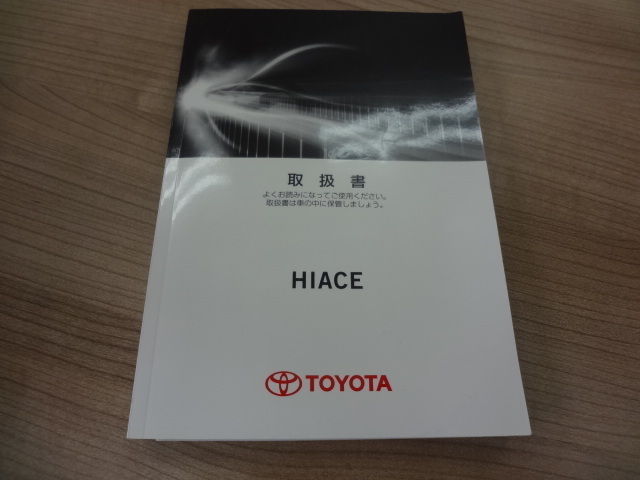 取扱書
よくお読みになってご使用ください。
取扱書は車の中に保管しましょう。
HIACE
TOYOTA